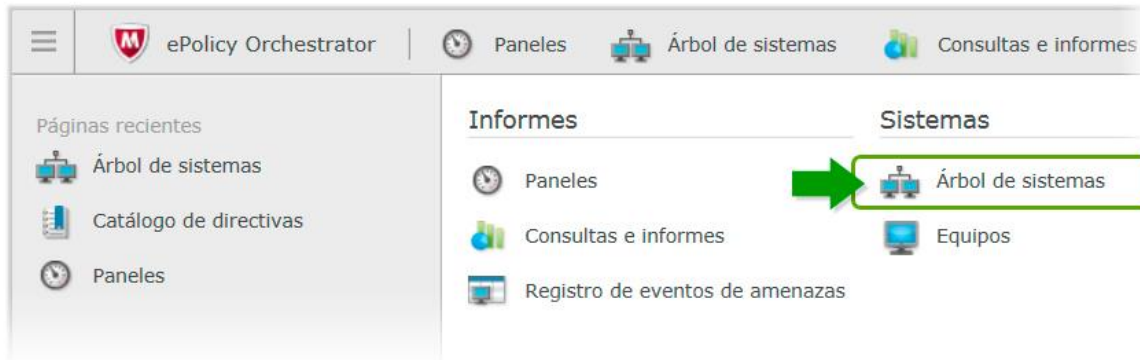 ePolicy Orchestrator
Paneles
Árbol de sistemas
Consultas e informes
Páginas recientes
Árbol de sistemas
Catálogo de directivas
Paneles
Informes
Paneles
Consultas e informes
Registro de eventos de amenazas
Sistemas
Árbol de sistemas
Equipos